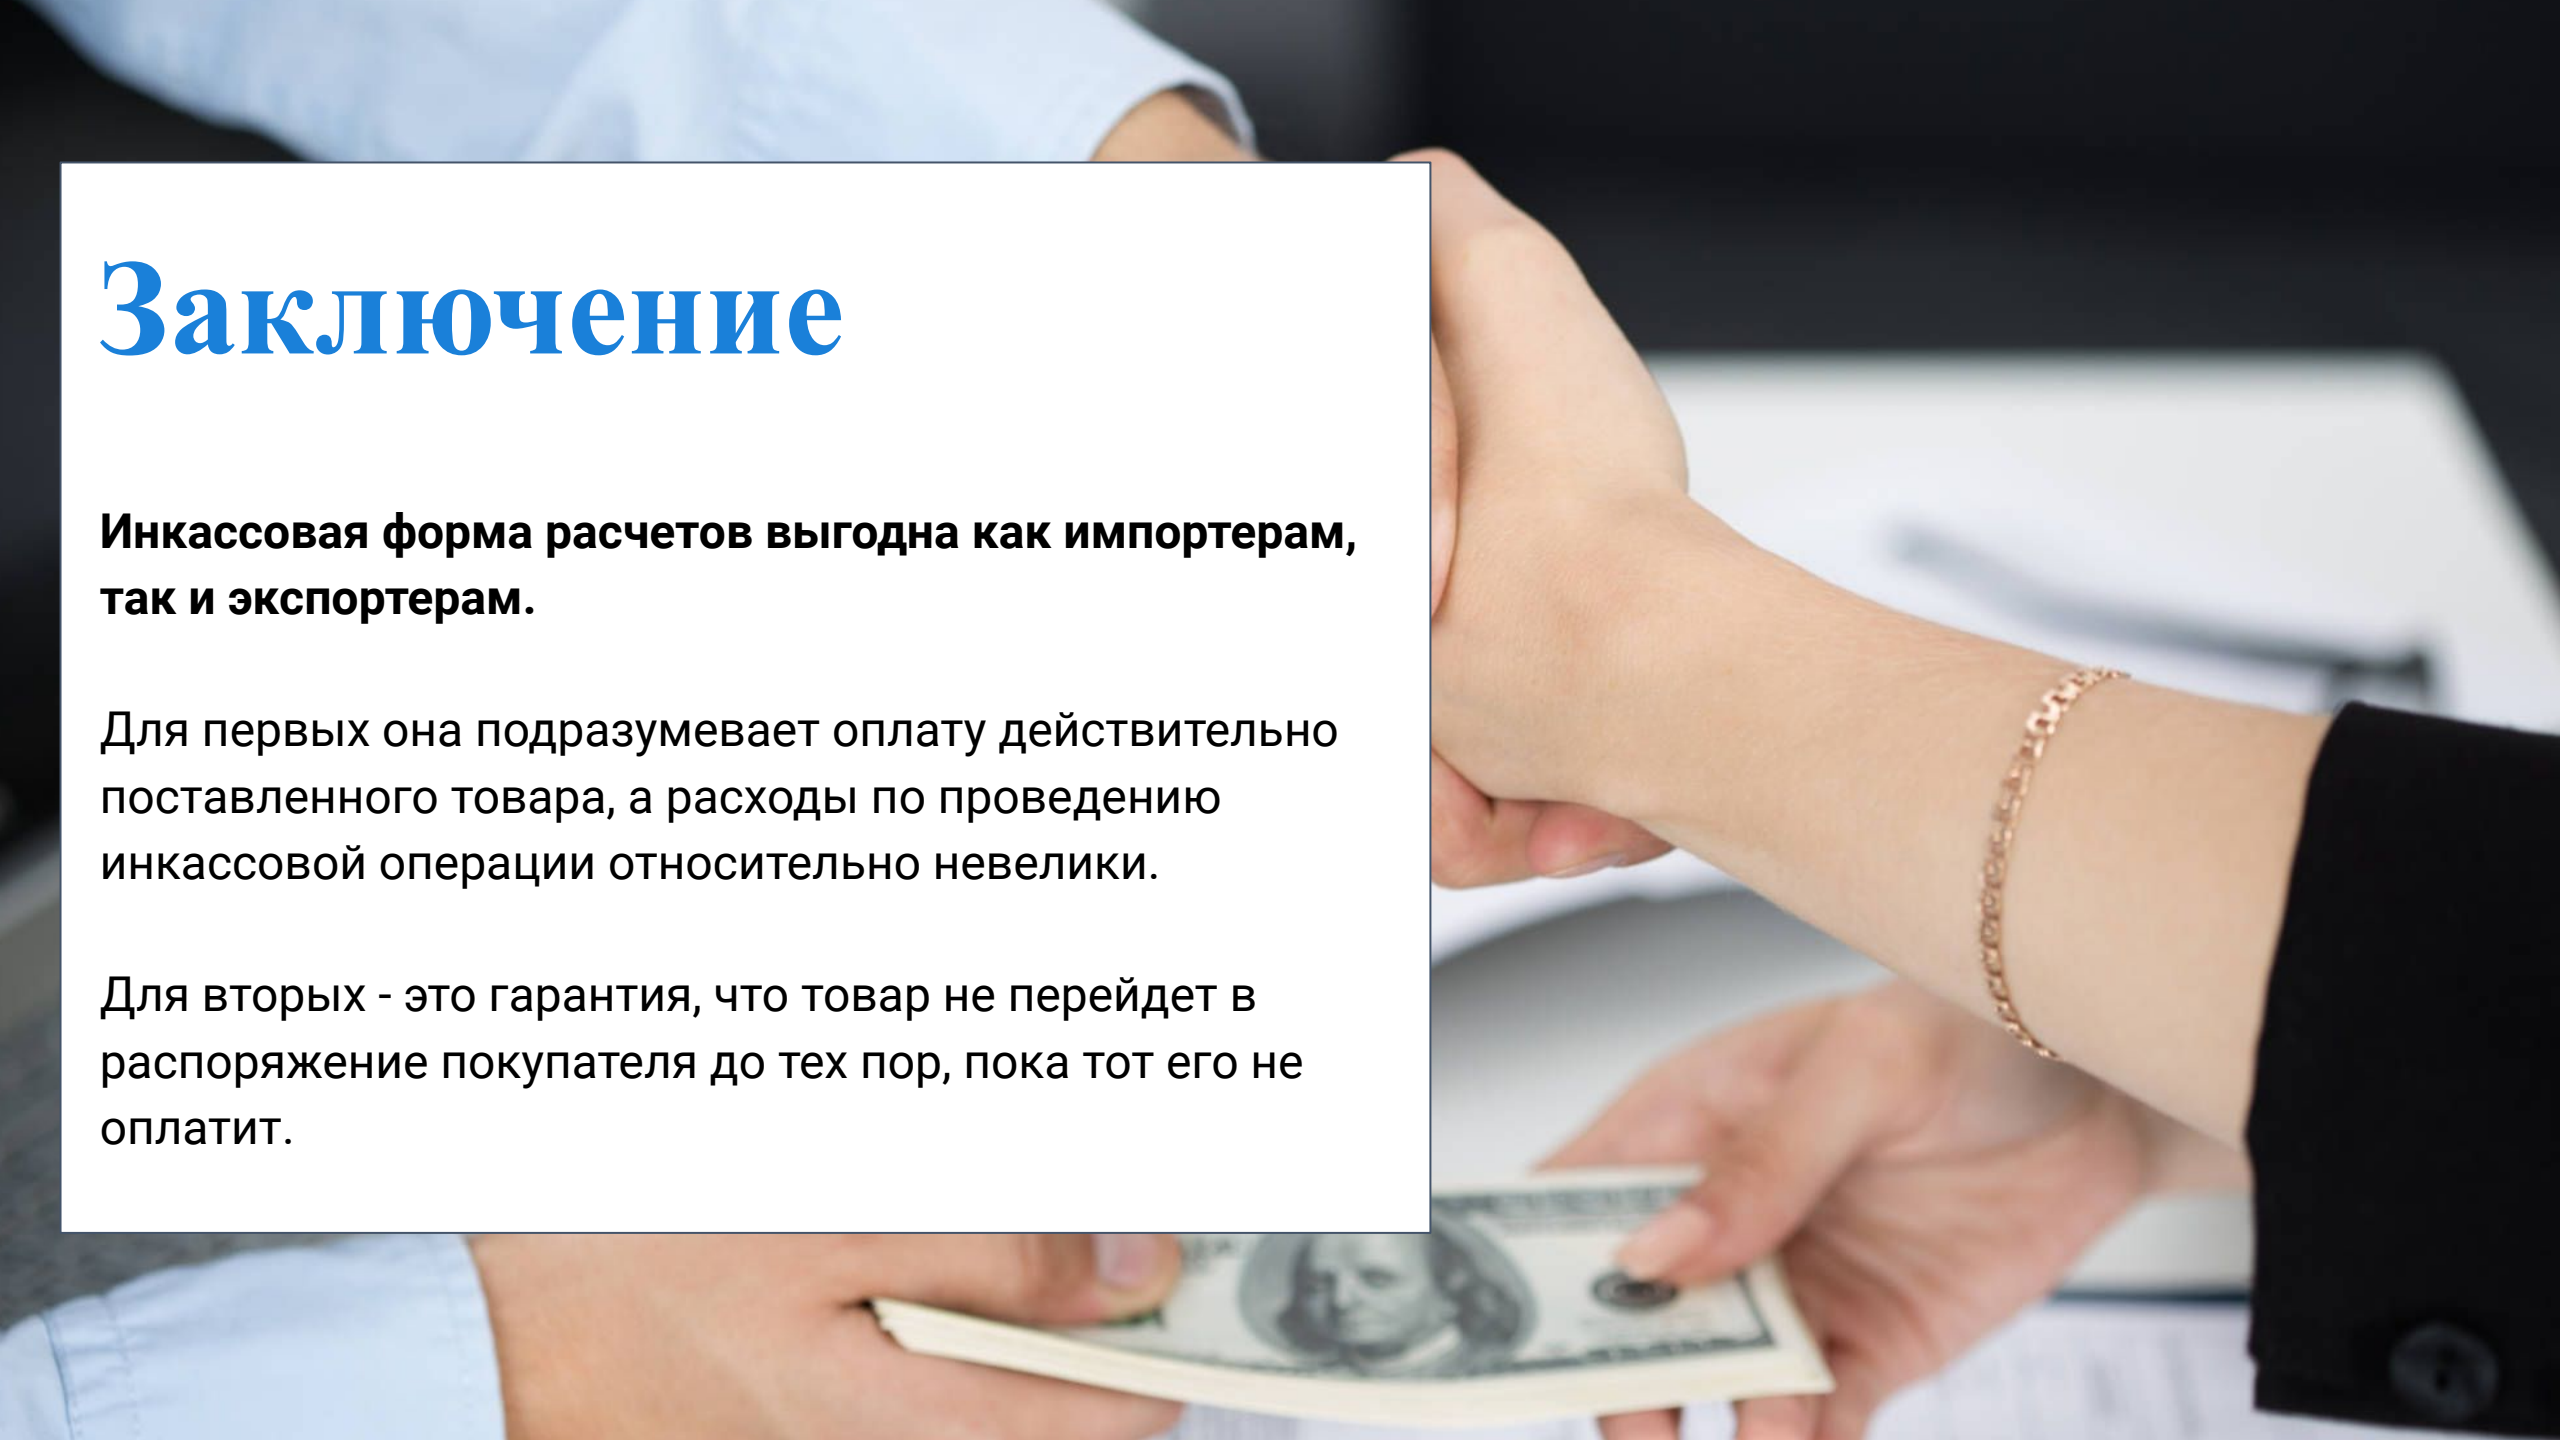 Заключение
Инкассовая форма расчетов выгодна как импортерам,
так и экспортерам.
Для первых она подразумевает оплату действительно
поставленного товара, а расходы по проведению
инкассовой операции относительно невелики.
Для вторых - это гарантия, что товар не перейдет в
распоряжение покупателя до тех пор, пока тот его не
оплатит.